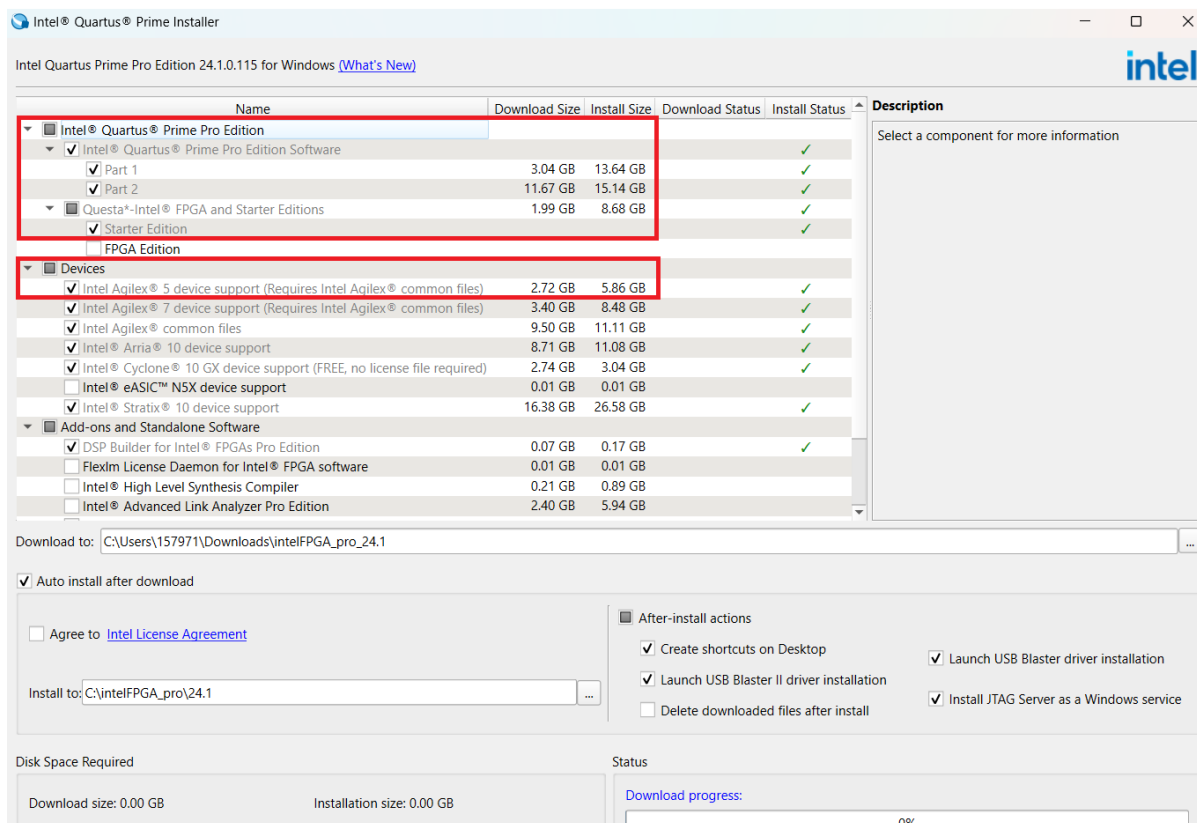 Intel® Quartus® Prime Installer
Intel Quartus Prime Pro Edition 24.1.0.115 for Windows (What's New)
intel
Name Download Size Install Size Download Status Install Status
Intel® Quartus® Prime Pro Edition
Intel® Quartus® Prime Pro Edition Software ✓
Part 1 3.04 GB 13.64 GB ✓
Part 2 11.67 GB 15.14 GB ✓
Questa*-Intel® FPGA and Starter Editions 1.99 GB 8.68 GB ✓
Starter Edition ✓
FPGA Edition
Devices
Intel Agilex® 5 device support (Requires Intel Agilex® common files) 2.72 GB 5.86 GB ✓
Intel Agilex® 7 device support (Requires Intel Agilex® common files) 3.40 GB 8.48 GB ✓
Intel Agilex® common files 9.50 GB 11.11 GB ✓
Intel® Arria® 10 device support 8.71 GB 11.08 GB ✓
Intel® Cyclone® 10 GX device support (FREE, no license file required) 2.74 GB 3.04 GB ✓
Intel® eASIC™ N5X device support 0.01 GB 0.01 GB
Intel® Stratix® 10 device support 16.38 GB 26.58 GB ✓
Add-ons and Standalone Software
DSP Builder for Intel® FPGAs Pro Edition 0.07 GB 0.17 GB ✓
Flexlm License Daemon for Intel® FPGA software 0.01 GB 0.01 GB
Intel® High Level Synthesis Compiler 0.21 GB 0.89 GB
Intel® Advanced Link Analyzer Pro Edition 2.40 GB 5.94 GB
Description
Select a component for more information
Download to: C:\Users\157971\Downloads\intelFPGA_pro_24.1 ...
Auto install after download
Agree to Intel License Agreement
Install to: C:\intelFPGA_pro\24.1 ...
After-install actions
Create shortcuts on Desktop
Launch USB Blaster II driver installation
Delete downloaded files after install
Launch USB Blaster driver installation
Install JTAG Server as a Windows service
Disk Space Required
Download size: 0.00 GB Installation size: 0.00 GB
Status
Download progress:
0%